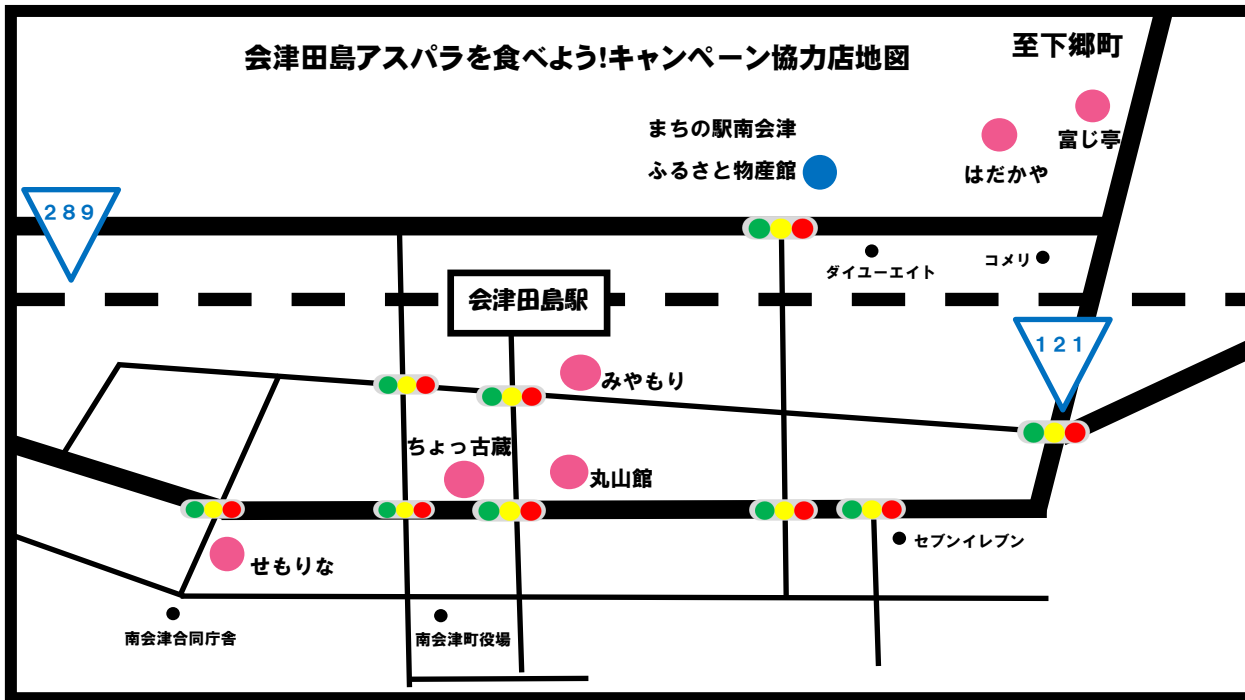 会津田島アスパラを食べよう!キャンペーン協力店地図
至下郷町
まちの駅南会津
ふるさと物産館
富じ亭
はだかや
289
ダイユーエイト
コメリ
会津田島駅
121
みやもり
ちょっ古蔵
丸山館
セブンイレブン
せもりな
南会津合同庁舎
南会津町役場